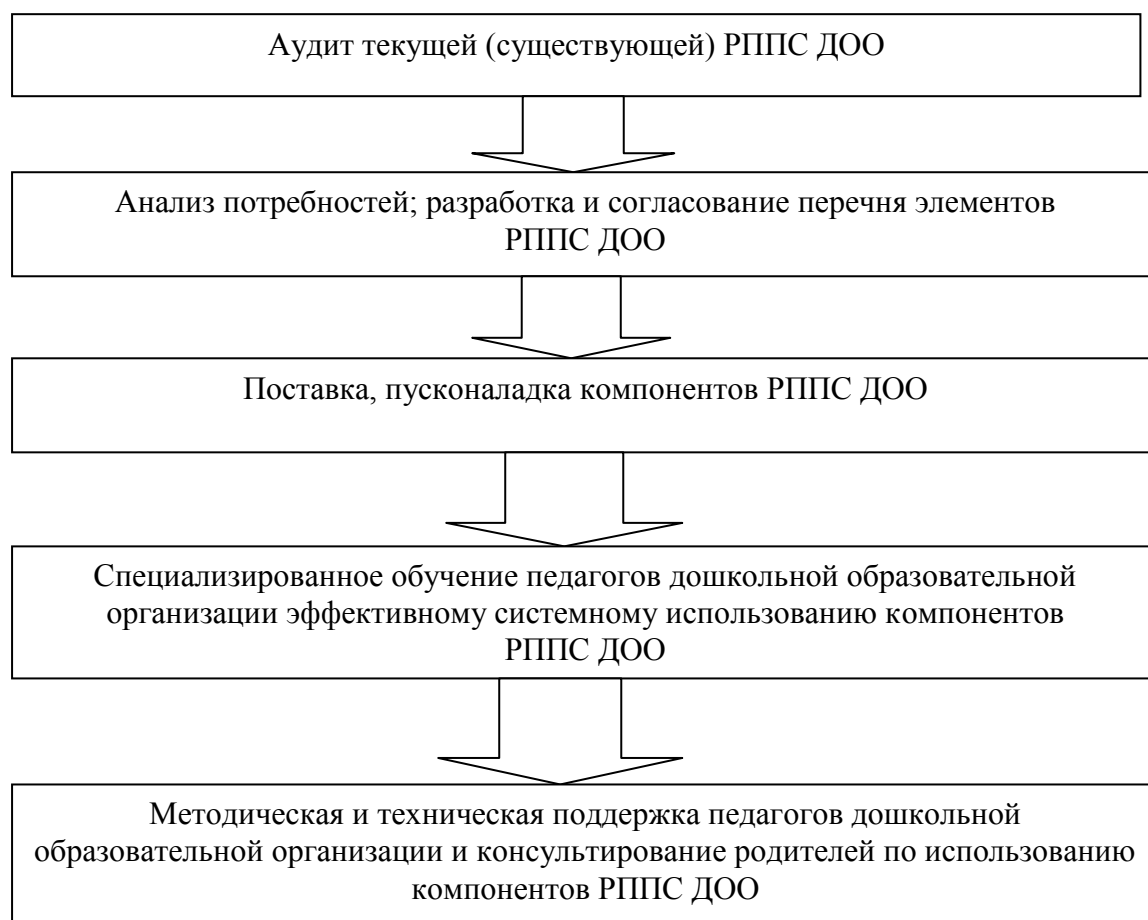 Аудит текущей (существующей) РППС ДОО
Анализ потребностей; разработка и согласование перечня элементов
РППС ДОО
Поставка, пусконаладка компонентов РППС ДОО
Специализированное обучение педагогов дошкольной образовательной
организации эффективному системному использованию компонентов
РППС ДОО
Методическая и техническая поддержка педагогов дошкольной
образовательной организации и консультирование родителей по использованию
компонентов РППС ДОО